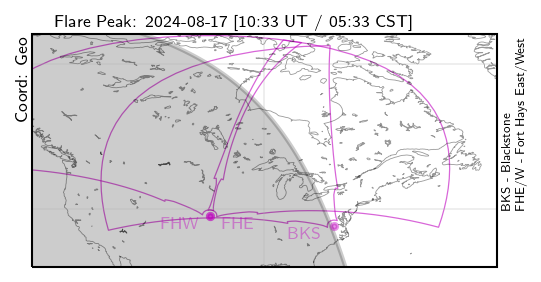 Flare Peak: 2024-08-17 [10:33 UT / 05:33 CST]
Coord: Geo
FHW
FHE
BKS
BKS - Blackstone
FHE/W - Fort Hays East/West